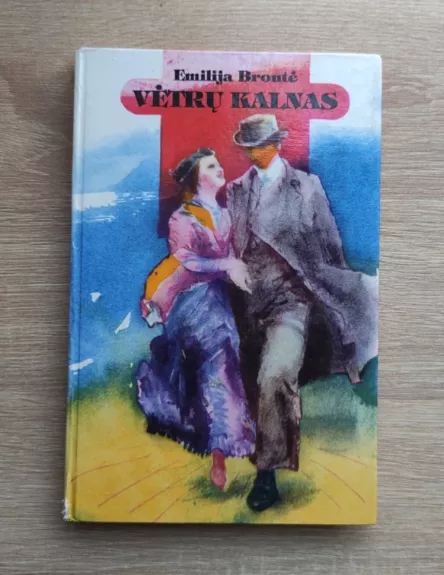 Emilija Brontė
VĖTRŲ KALNAS